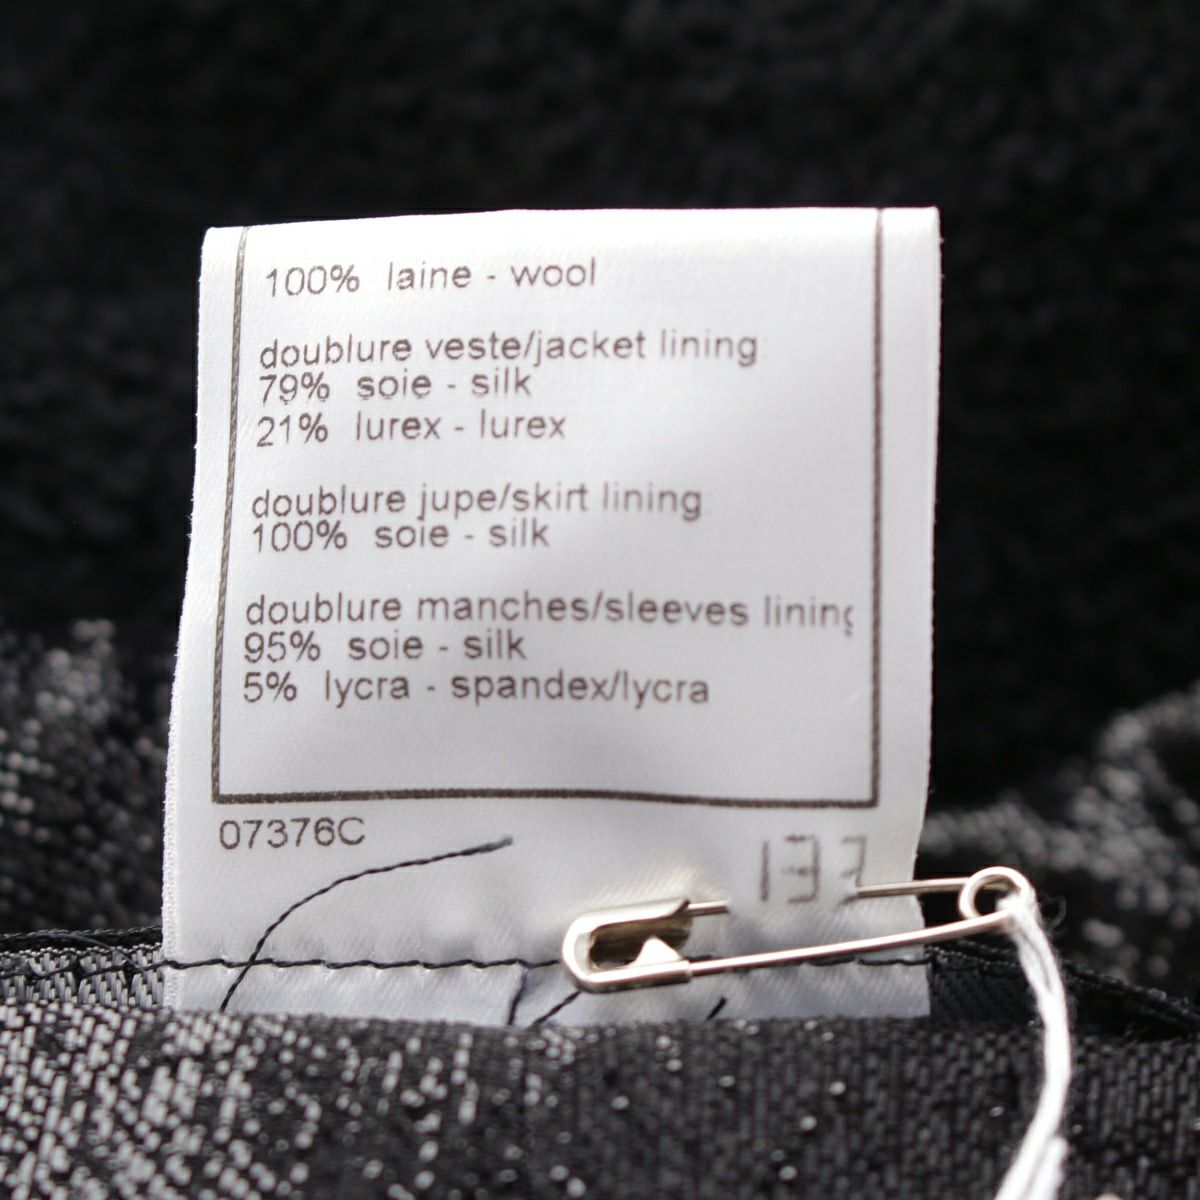 100% laine - wool
doublure veste/jacket lining
79% soie - silk
21% lurex - lurex
doublure jupe/skirt lining
100% soie - silk
doublure manches/sleeves lining
95% soie - silk
5% lycra - spandex/lycra
07376C